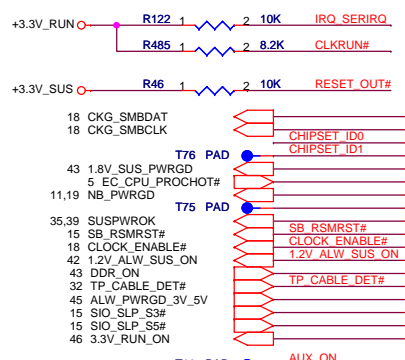 +3.3V_RUN R122 1 2 10K IRQ_SERIRQ
R485 1 2 8.2K CLKRUN#
+3.3V_SUS R46 1 2 10K RESET_OUT#
18 CKG_SMBDAT
18 CKG_SMBCLK
CHIPSET_ID0
T76 PAD CHIPSET_ID1
43 1.8V_SUS_PWRGD
5 EC_CPU_PROCHOT#
11,19 NB_PWRGD
T75 PAD
35,39 SUSPWROK
15 SB_RSMRST# SB_RSMRST#
18 CLOCK_ENABLE# CLOCK_ENABLE#
42 1.2V_ALW_SUS_ON 1.2V_ALW_SUS_ON
43 DDR_ON
32 TP_CABLE_DET# TP_CABLE_DET#
45 ALW_PWRGD_3V_5V
15 SIO_SLP_S3#
15 SIO_SLP_S5#
46 3.3V_RUN_ON
AUX_ON